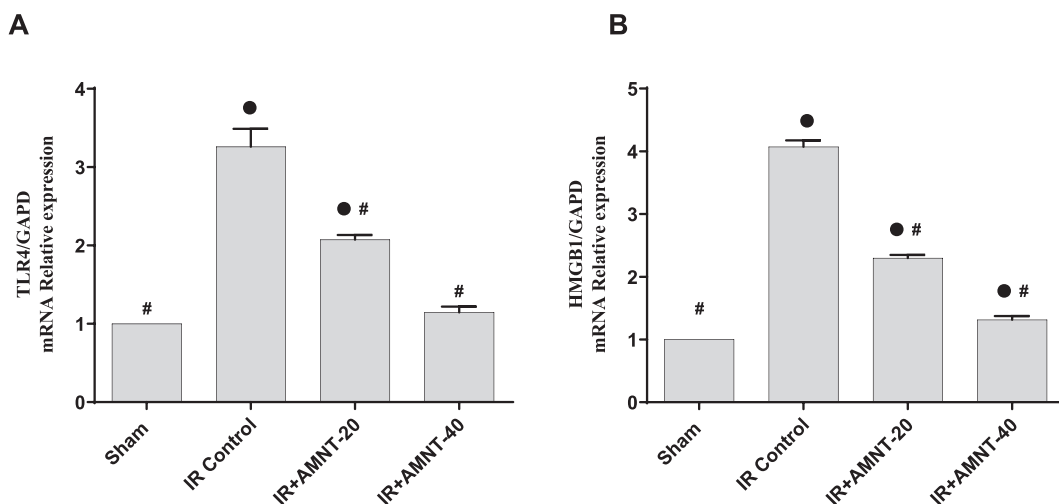 A
TLR4/GAPD
mRNA Relative expression
4
3
2
1
0
#
● #
#
Sham
IR Control
IR+AMNT-20
IR+AMNT-40
B
HMGB1/GAPD
mRNA Relative expression
5
4
3
2
1
0
#
● #
● #
Sham
IR Control
IR+AMNT-20
IR+AMNT-40